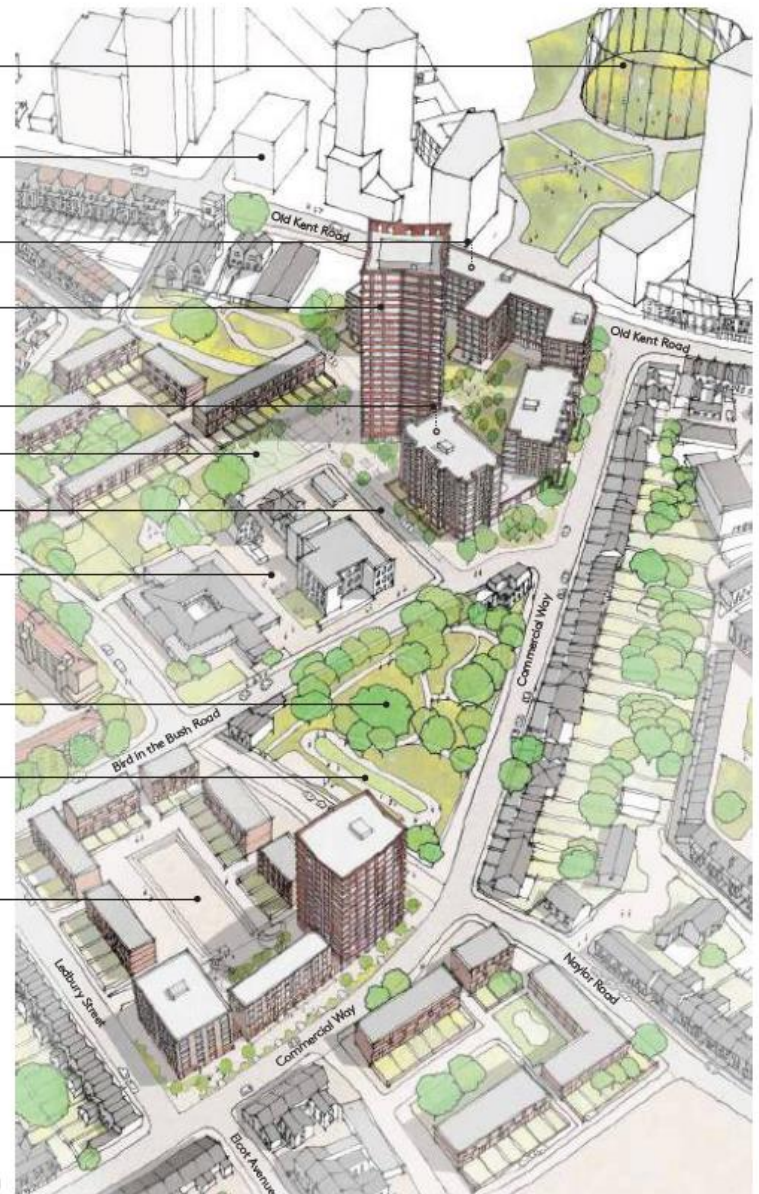 Old Kent Road
Old Kent Road
Commercial Way
Bird in the Bush Road
Ledbury Street
Naylor Road
Commercial Way
Elcot Avenue